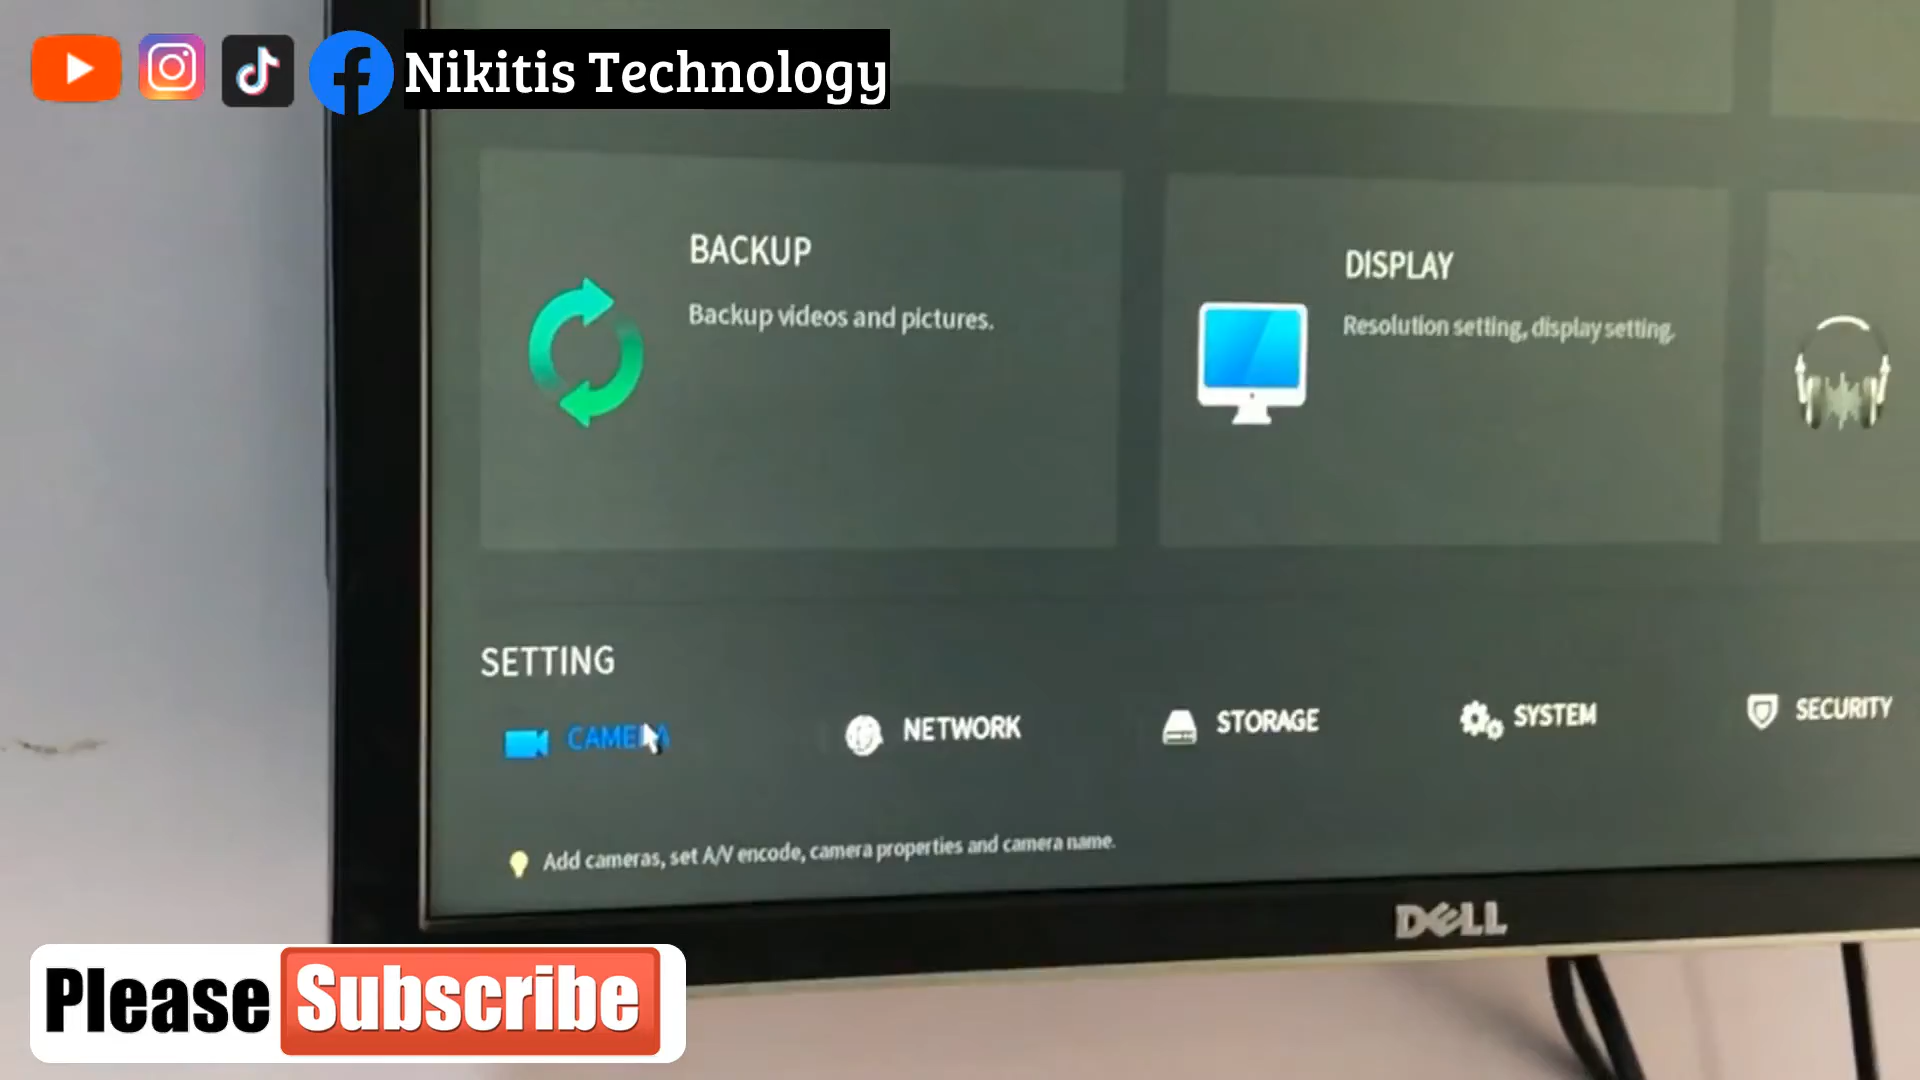 Nikitis Technology
BACKUP
Backup videos and pictures.
DISPLAY
Resolution setting, display setting.
SETTING
CAMERA
NETWORK
STORAGE
SYSTEM
SECURITY
Add cameras, set A/V encode, camera properties and camera name.
DELL
Please Subscribe